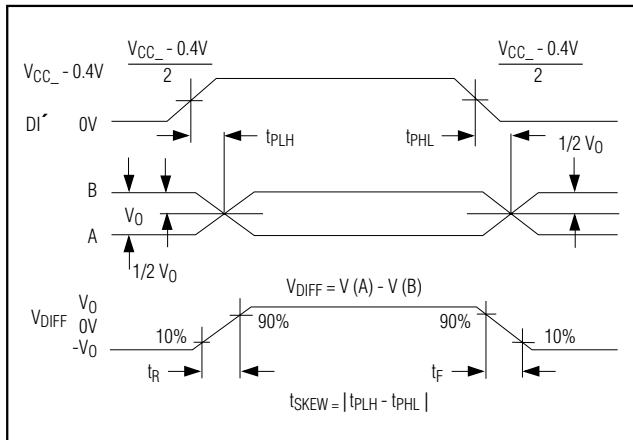 V_CC_ - 0.4V
2
V_CC_ - 0.4V
2
V_CC_ - 0.4V
DI´ 0V
t_PLH
t_PHL
1/2 V_O
B
V_O
A
1/2 V_O
V_DIFF = V (A) - V (B)
V_O
V_DIFF 0V
-V_O
10%
90%
90%
10%
t_R
t_F
t_SKEW = | t_PLH - t_PHL |